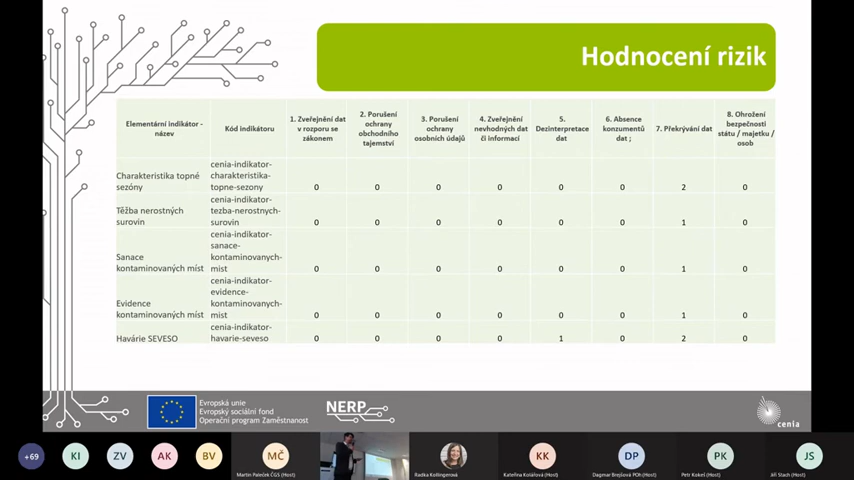 Hodnocení rizik
Elementární indikátor -
název
Kód indikátoru
1. Zveřejnění dat
v rozporu se
zákonem
2. Porušení
ochrany
obchodního
tajemství
3. Porušení
ochrany
osobních údajů
4. Zveřejnění
nevhodných dat
či informací
5.
Dezinterpretace
dat
6. Absence
konzumentů
dat ;
7. Překrývání dat
8. Ohrožení
bezpečnosti
státu / majetku /
osob
Charakteristika topné
sezóny
cenia-indikator-
charakteristika-
topne-sezony
0 0 0 0 0 0 2 0
Těžba nerostných
surovin
cenia-indikator-
tezba-nerostnych-
surovin
0 0 0 0 0 0 1 0
Sanace
kontaminovaných míst
cenia-indikator-
sanace-
kontaminovanych-
mist
0 0 0 0 0 0 1 0
Evidence
kontaminovaných míst
cenia-indikator-
evidence-
kontaminovanych-
mist
0 0 0 0 0 0 1 0
Havárie SEVESO
cenia-indikator-
havarie-seveso
0 0 0 0 1 0 2 0
Evropská unie
Evropský sociální fond
Operační program Zaměstnanost
NERP
cenia
+69
KI
ZV
AK
BV
MČ
Martin Paleček ČGS (Host)
Radka Kollingerová
KK
Kateřina Kolářová (Host)
DP
Dagmar Brejšová POh (Host)
PK
Petr Kokeš (Host)
JS
Jiří Stach (Host)